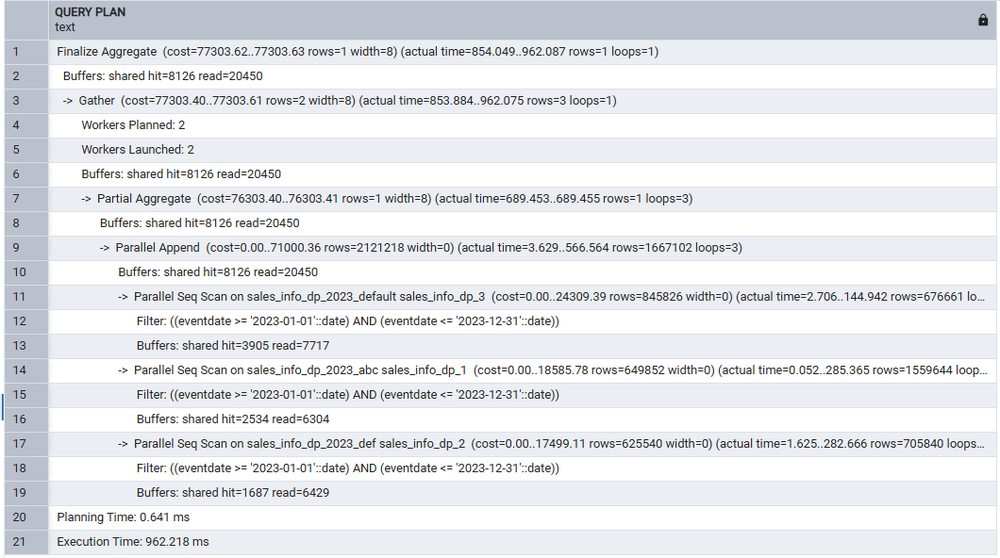 QUERY PLAN
text
1 Finalize Aggregate (cost=77303.62..77303.63 rows=1 width=8) (actual time=854.049..962.087 rows=1 loops=1)
2 Buffers: shared hit=8126 read=20450
3 -> Gather (cost=77303.40..77303.61 rows=2 width=8) (actual time=853.884..962.075 rows=3 loops=1)
4 Workers Planned: 2
5 Workers Launched: 2
6 Buffers: shared hit=8126 read=20450
7 -> Partial Aggregate (cost=76303.40..76303.41 rows=1 width=8) (actual time=689.453..689.455 rows=1 loops=3)
8 Buffers: shared hit=8126 read=20450
9 -> Parallel Append (cost=0.00..71000.36 rows=2121218 width=0) (actual time=3.629..566.564 rows=1667102 loops=3)
10 Buffers: shared hit=8126 read=20450
11 -> Parallel Seq Scan on sales_info_dp_2023_default sales_info_dp_3 (cost=0.00..24309.39 rows=845826 width=0) (actual time=2.706..144.942 rows=676661 lo...
12 Filter: ((eventdate >= '2023-01-01'::date) AND (eventdate <= '2023-12-31'::date))
13 Buffers: shared hit=3905 read=7717
14 -> Parallel Seq Scan on sales_info_dp_2023_abc sales_info_dp_1 (cost=0.00..18585.78 rows=649852 width=0) (actual time=0.052..285.365 rows=1559644 loop...
15 Filter: ((eventdate >= '2023-01-01'::date) AND (eventdate <= '2023-12-31'::date))
16 Buffers: shared hit=2534 read=6304
17 -> Parallel Seq Scan on sales_info_dp_2023_def sales_info_dp_2 (cost=0.00..17499.11 rows=625540 width=0) (actual time=1.625..282.666 rows=705840 loops...
18 Filter: ((eventdate >= '2023-01-01'::date) AND (eventdate <= '2023-12-31'::date))
19 Buffers: shared hit=1687 read=6429
20 Planning Time: 0.641 ms
21 Execution Time: 962.218 ms